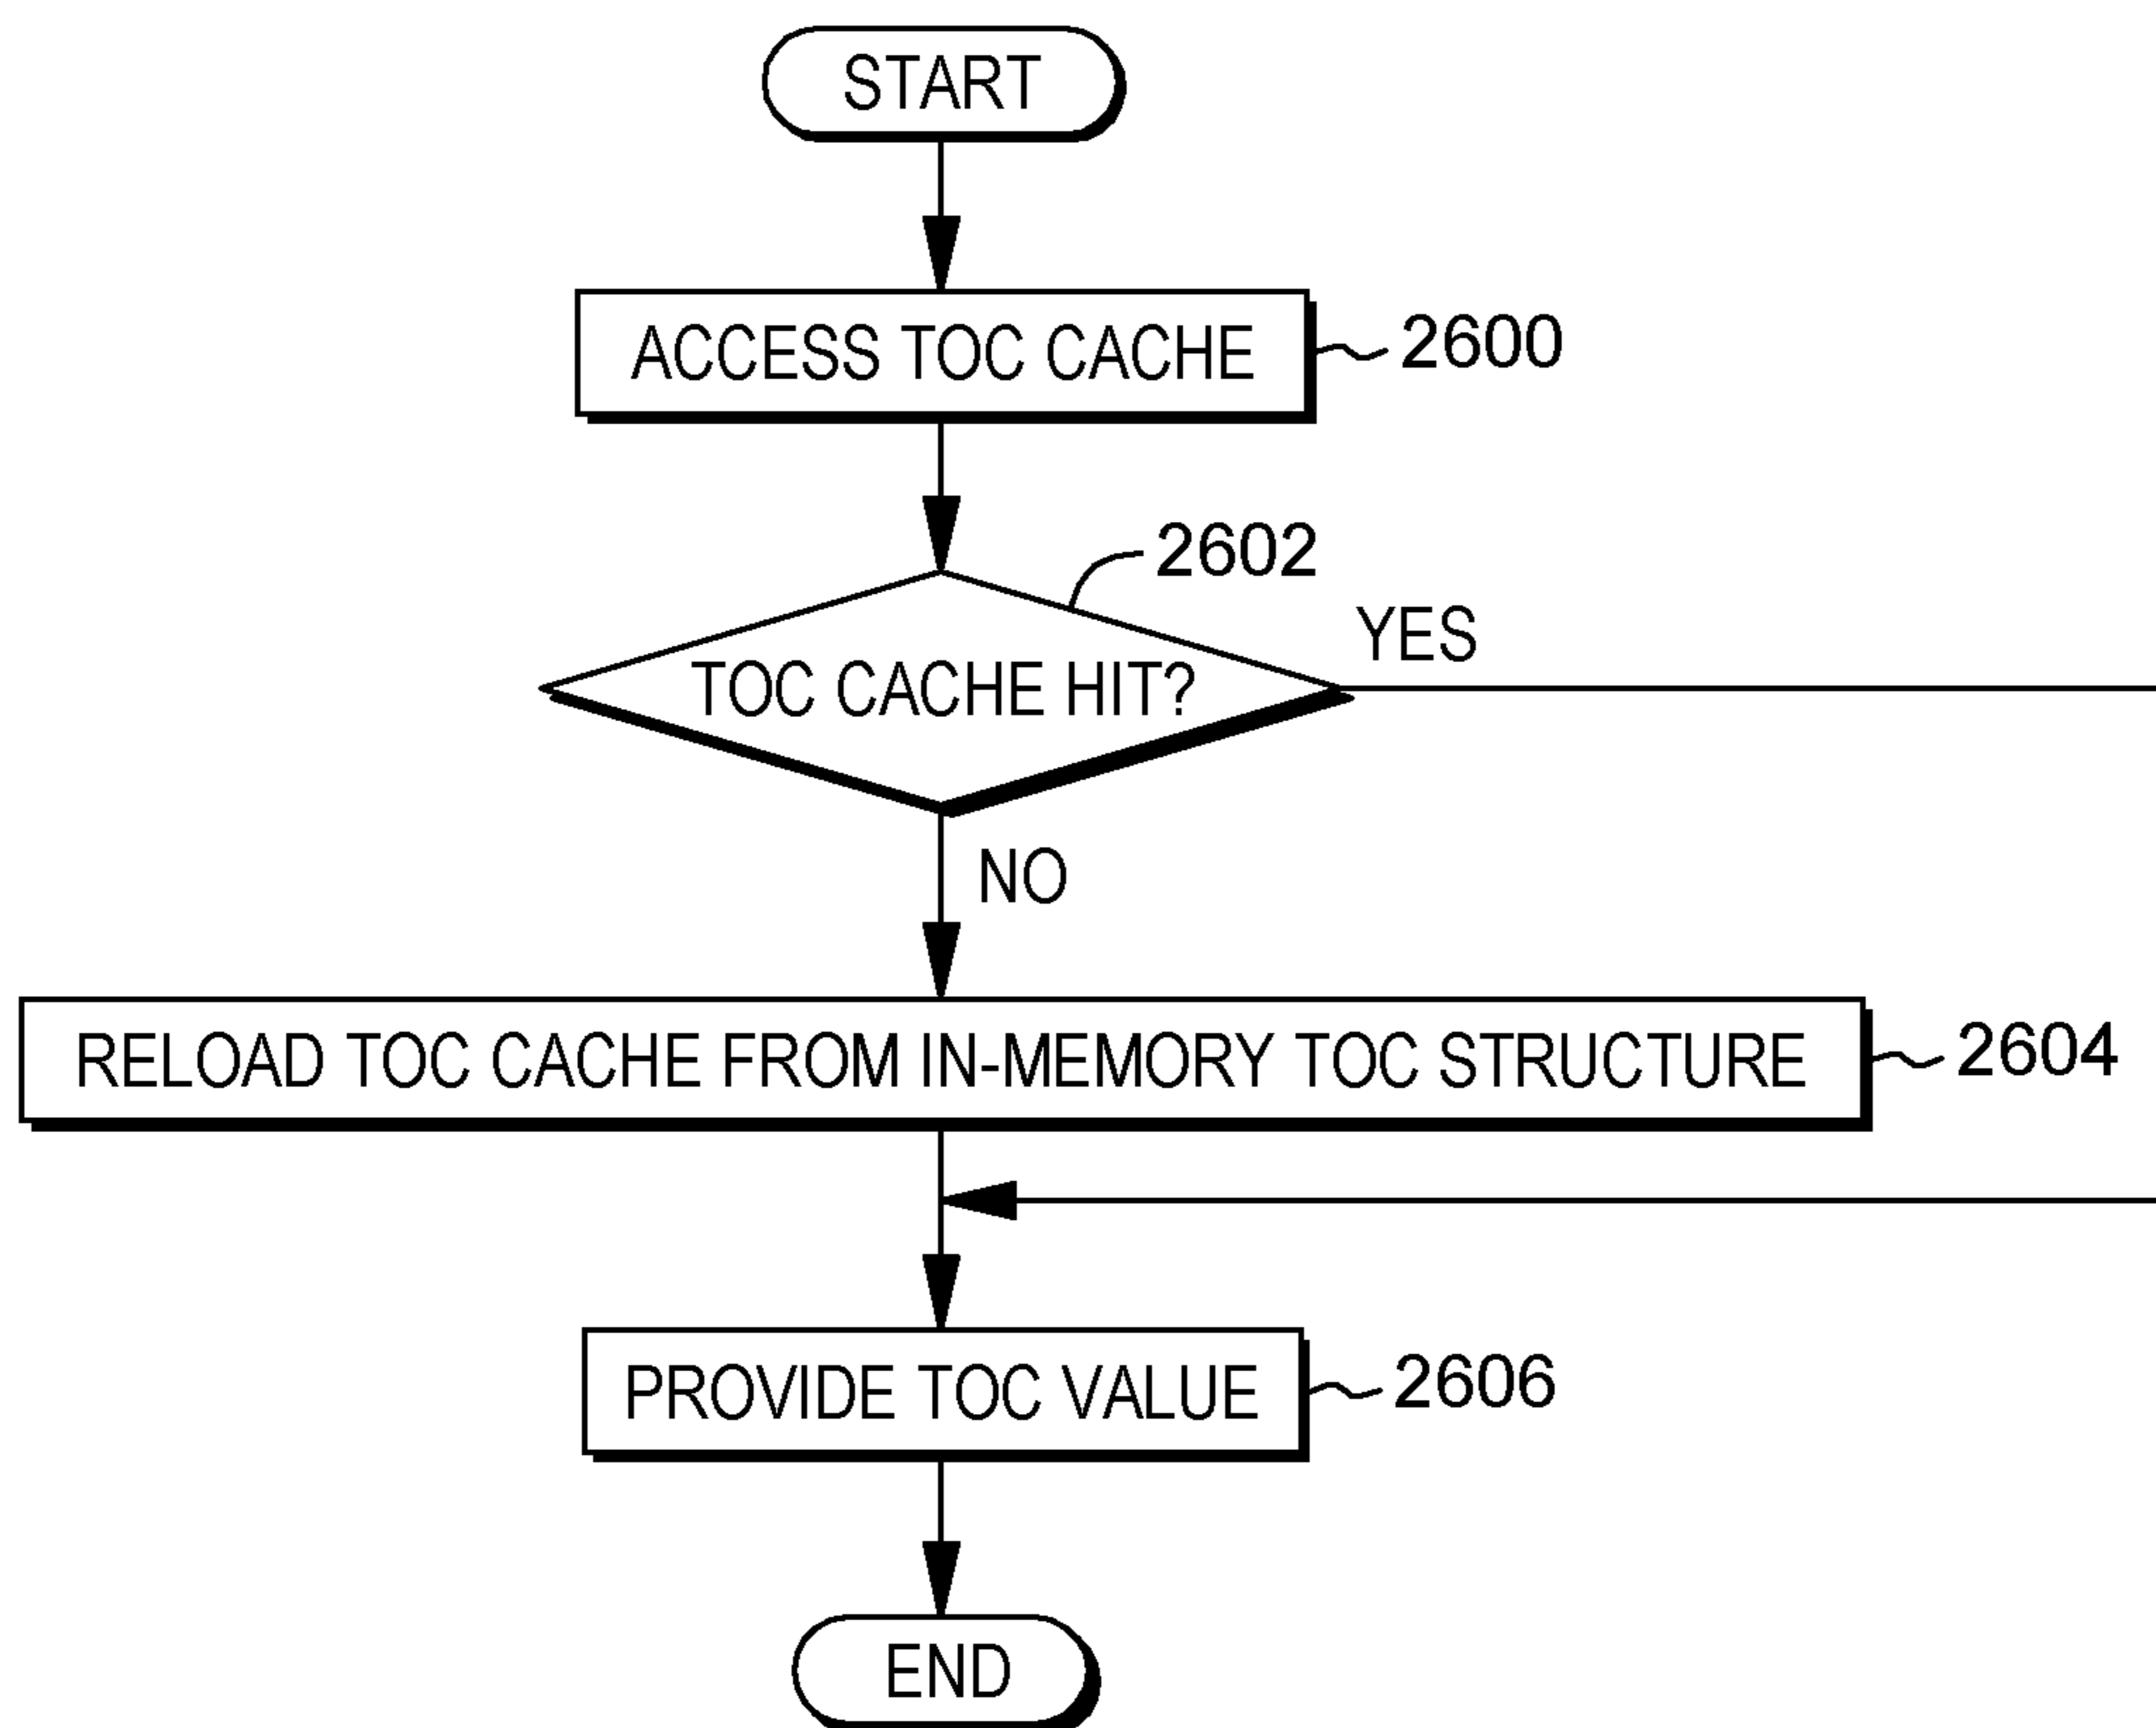 START
ACCESS TOC CACHE
2600
2602
TOC CACHE HIT?
YES
NO
RELOAD TOC CACHE FROM IN-MEMORY TOC STRUCTURE
2604
PROVIDE TOC VALUE
2606
END